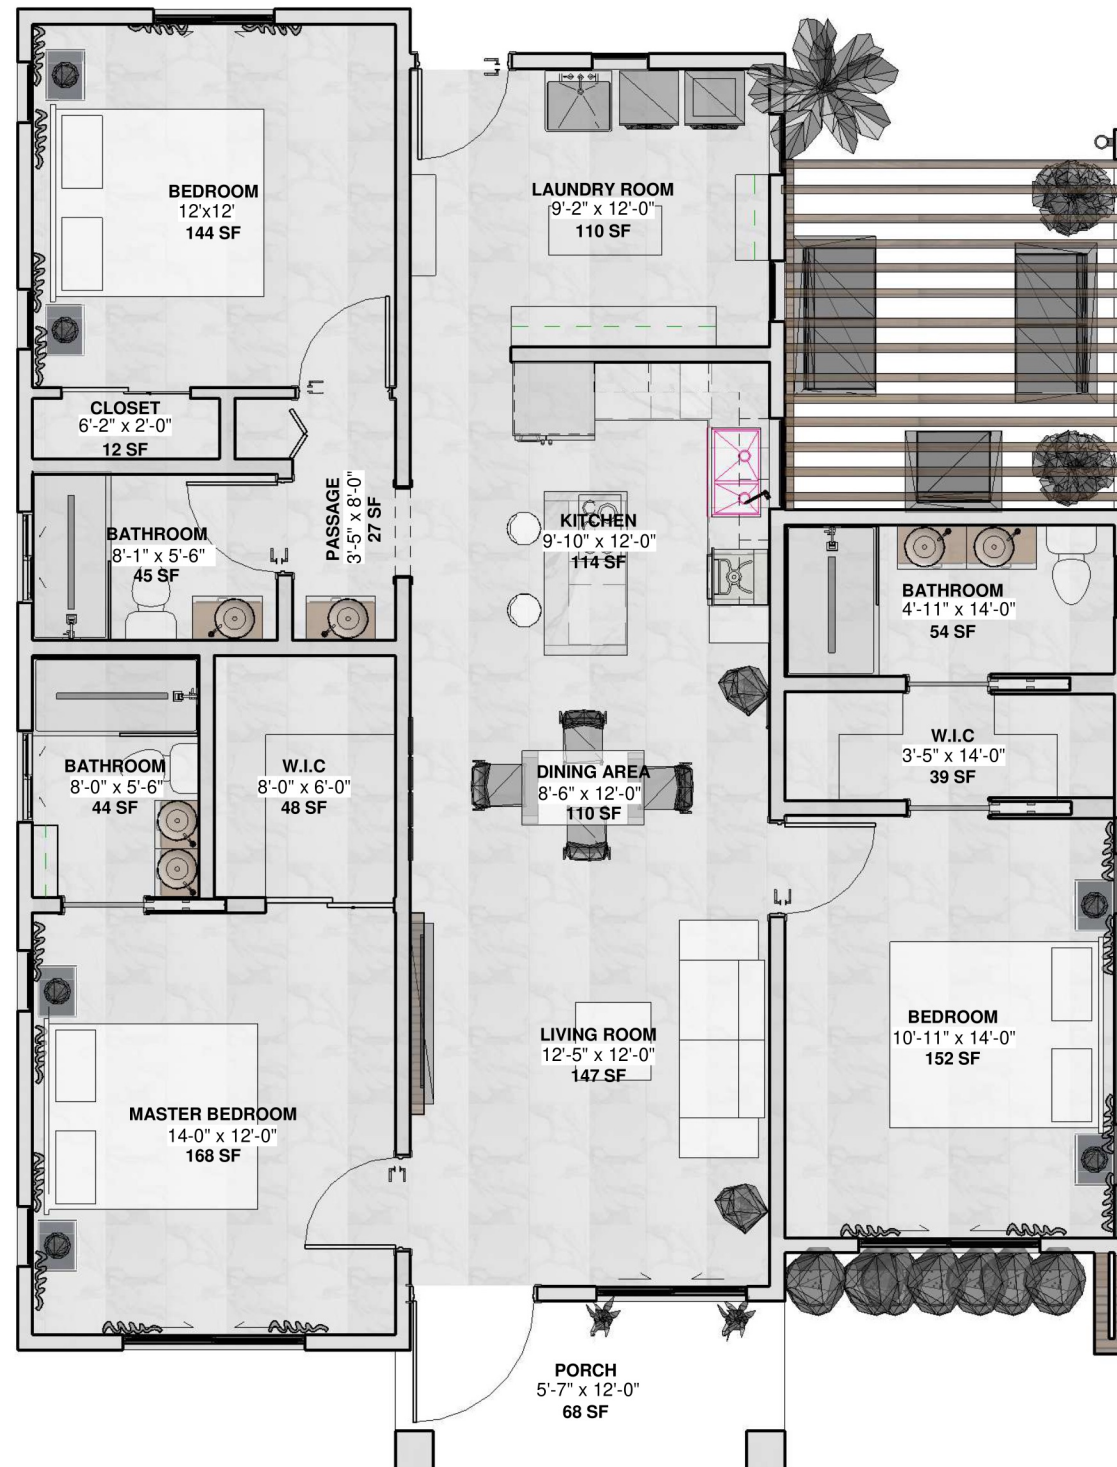 BEDROOM
12'x12'
144 SF
LAUNDRY ROOM
9'-2" x 12'-0"
110 SF
CLOSET
6'-2" x 2'-0"
12 SF
PASSAGE
3'-5" x 8'-0"
27 SF
BATHROOM
8'-1" x 5'-6"
45 SF
KITCHEN
9'-10" x 12'-0"
114 SF
BATHROOM
4'-11" x 14'-0"
54 SF
BATHROOM
8'-0" x 5'-6"
44 SF
W.I.C
8'-0" x 6'-0"
48 SF
DINING AREA
8'-6" x 12'-0"
110 SF
W.I.C
3'-5" x 14'-0"
39 SF
LIVING ROOM
12'-5" x 12'-0"
147 SF
BEDROOM
10'-11" x 14'-0"
152 SF
MASTER BEDROOM
14-0" x 12'-0"
168 SF
PORCH
5'-7" x 12'-0"
68 SF